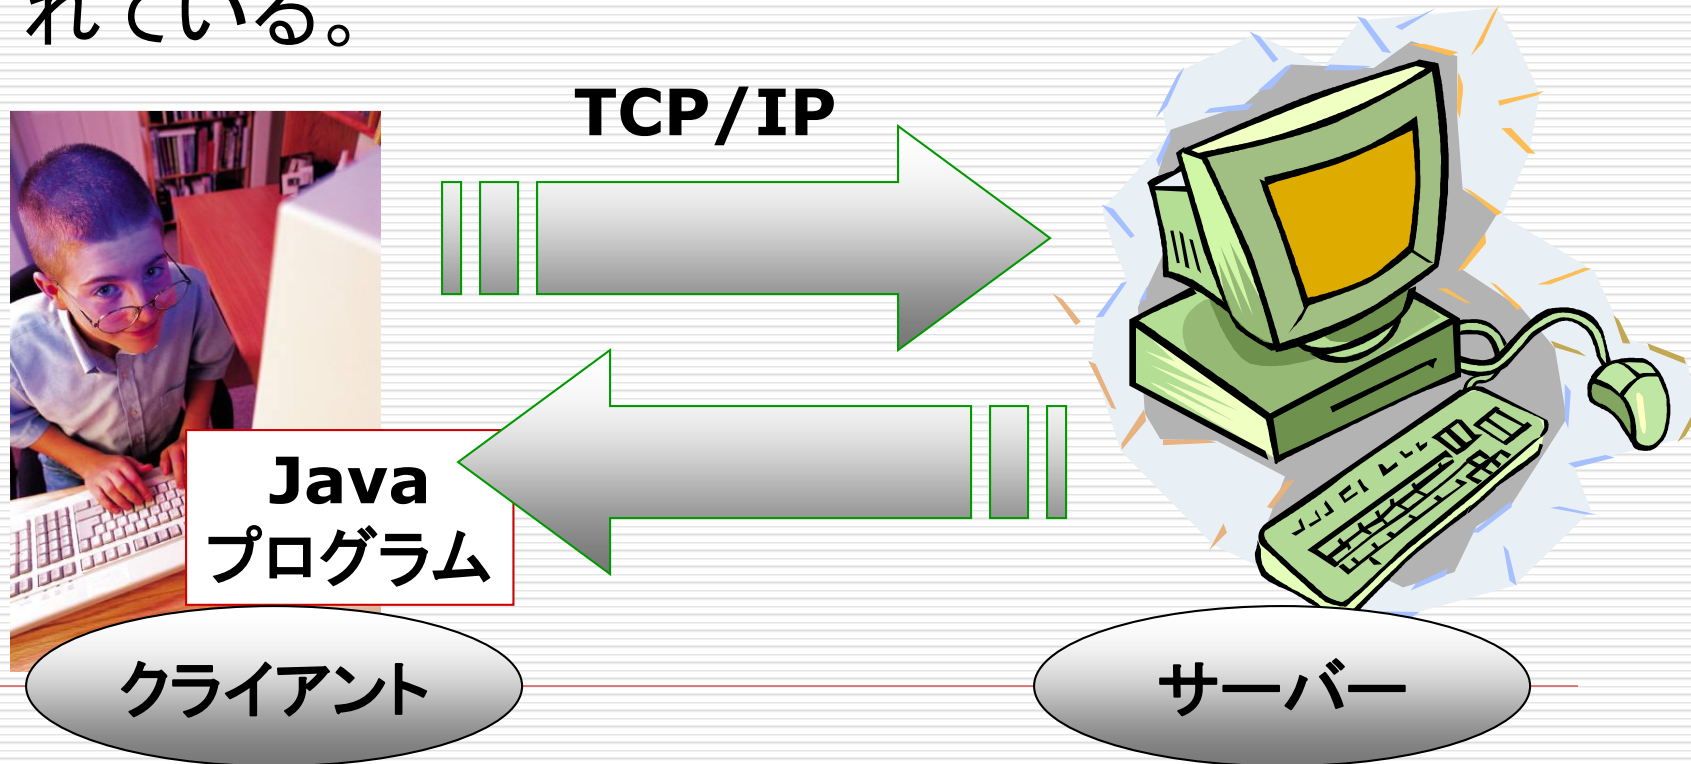 れている。
TCP/IP
Java
プログラム
クライアント
サーバー